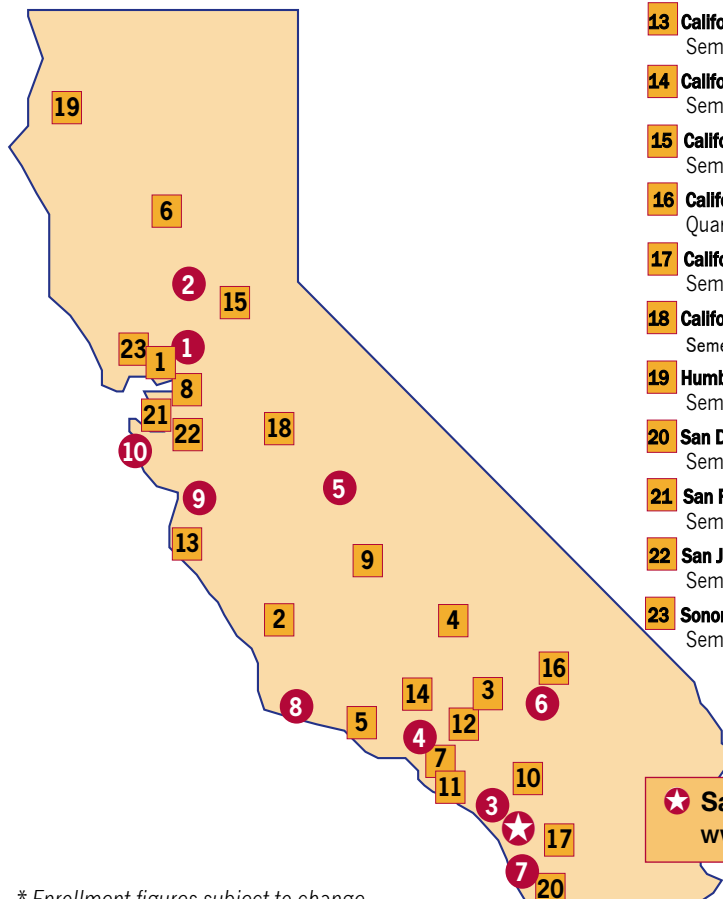 19
6
2
15
23
1
1
8
21
22
10
18
5
9
13
9
2
4
16
14
3
6
8
5
12
4
7
11
10
3
17
7
20
13 Califo
Sem
14 Califo
Sem
15 Califo
Sem
16 Califo
Quar
17 Califo
Sem
18 Califo
Seme
19 Humb
Sem
20 San D
Sem
21 San F
Sem
22 San J
Sem
23 Sonor
Sem
Sa
wv
* Enrollment figures subject to change